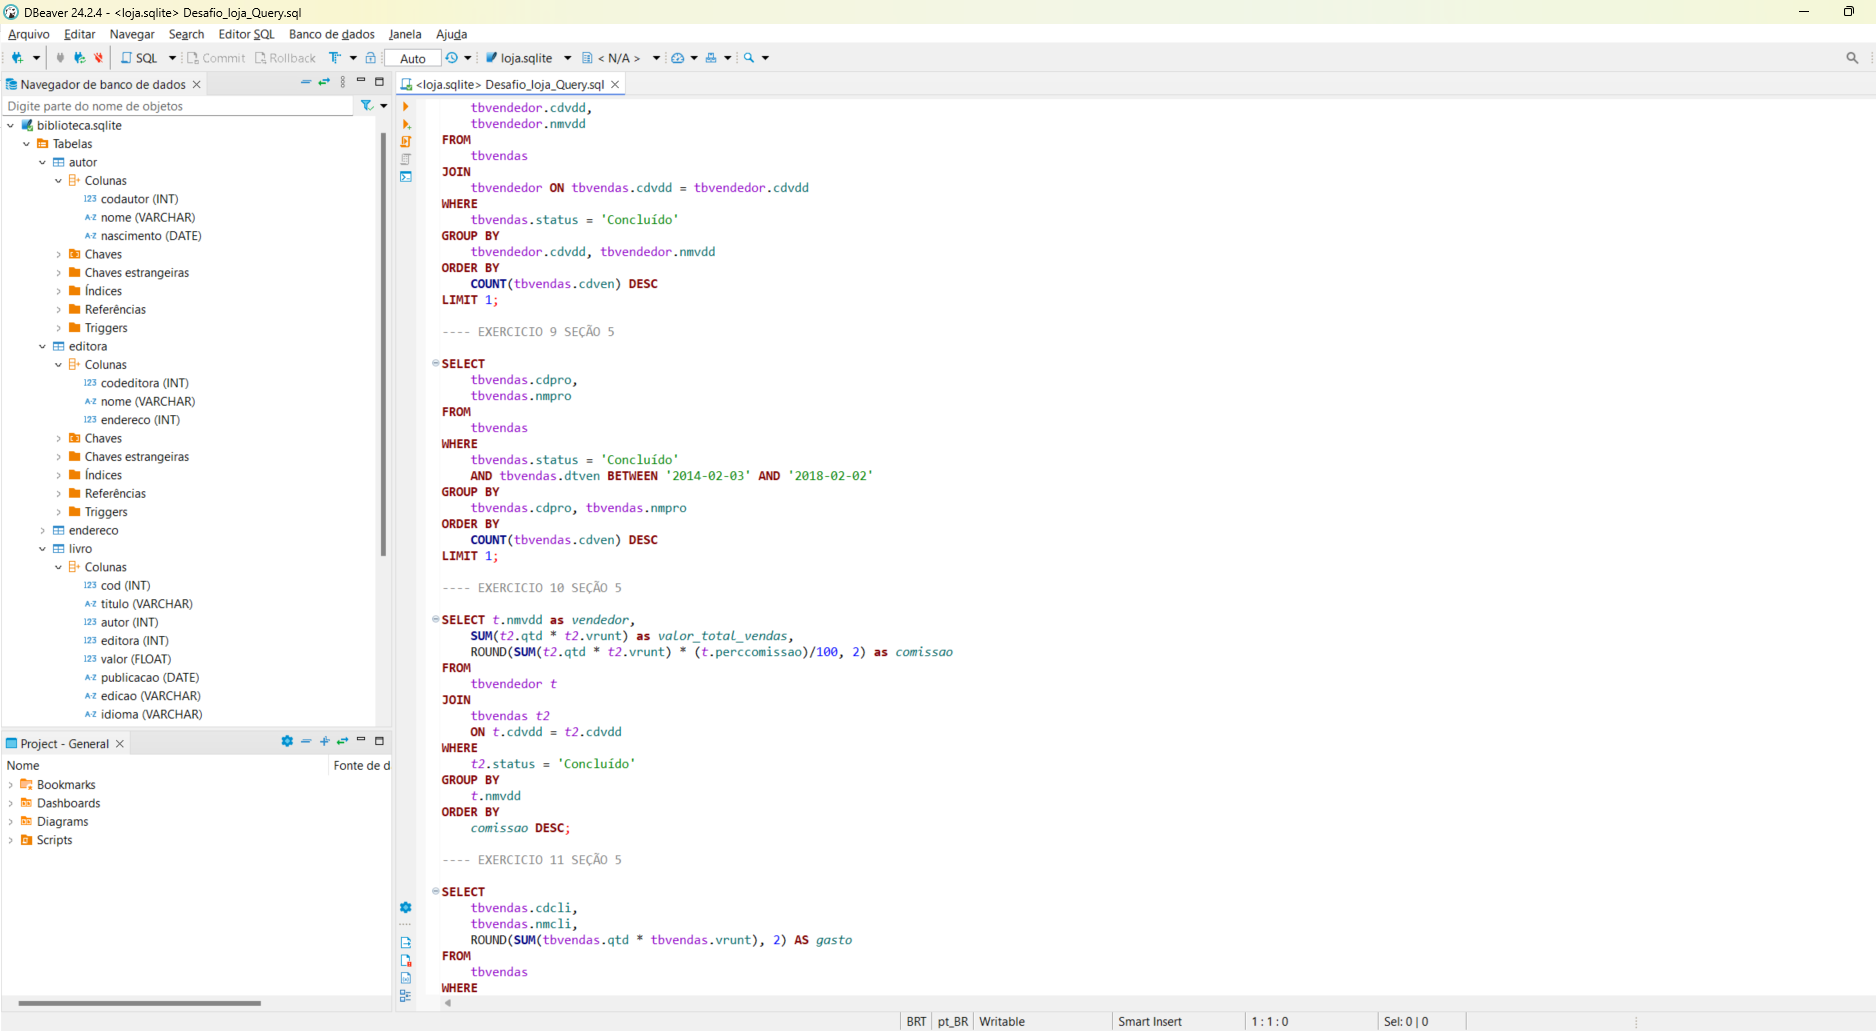 DBeaver 24.2.4 - <loja.sqlite> Desafio_loja_Query.sql
Arquivo Editar Navegar Search Editor SQL Banco de dados Janela Ajuda
SQL Commit Rollback Auto loja.sqlite < N/A >
Navegador de banco de dados
Digite parte do nome de objetos
biblioteca.sqlite
Tabelas
autor
Colunas
123 codautor (INT)
A-Z nome (VARCHAR)
A-Z nascimento (DATE)
Chaves
Chaves estrangeiras
Índices
Referências
Triggers
editora
Colunas
123 codeditora (INT)
A-Z nome (VARCHAR)
123 endereco (INT)
Chaves
Chaves estrangeiras
Índices
Referências
Triggers
endereco
livro
Colunas
123 cod (INT)
A-Z titulo (VARCHAR)
123 autor (INT)
123 editora (INT)
123 valor (FLOAT)
A-Z publicacao (DATE)
A-Z edicao (VARCHAR)
A-Z idioma (VARCHAR)
Project - General
Nome Fonte de d
Bookmarks
Dashboards
Diagrams
Scripts
<loja.sqlite> Desafio_loja_Query.sql
tbvendedor.cdvdd,
tbvendedor.nmvdd
FROM
tbvendas
JOIN
tbvendedor ON tbvendas.cdvdd = tbvendedor.cdvdd
WHERE
tbvendas.status = 'Concluído'
GROUP BY
tbvendedor.cdvdd, tbvendedor.nmvdd
ORDER BY
COUNT(tbvendas.cdven) DESC
LIMIT 1;
---- EXERCICIO 9 SEÇÃO 5
SELECT
tbvendas.cdpro,
tbvendas.nmpro
FROM
tbvendas
WHERE
tbvendas.status = 'Concluído'
AND tbvendas.dtven BETWEEN '2014-02-03' AND '2018-02-02'
GROUP BY
tbvendas.cdpro, tbvendas.nmpro
ORDER BY
COUNT(tbvendas.cdven) DESC
LIMIT 1;
---- EXERCICIO 10 SEÇÃO 5
SELECT t.nmvdd as vendedor,
SUM(t2.qtd * t2.vrunt) as valor_total_vendas,
ROUND(SUM(t2.qtd * t2.vrunt) * (t.perccomissao)/100, 2) as comissao
FROM
tbvendedor t
JOIN
tbvendas t2
ON t.cdvdd = t2.cdvdd
WHERE
t2.status = 'Concluído'
GROUP BY
t.nmvdd
ORDER BY
comissao DESC;
---- EXERCICIO 11 SEÇÃO 5
SELECT
tbvendas.cdcli,
tbvendas.nmcli,
ROUND(SUM(tbvendas.qtd * tbvendas.vrunt), 2) AS gasto
FROM
tbvendas
WHERE
BRT pt_BR Writable Smart Insert 1 : 1 : 0 Sel: 0 | 0